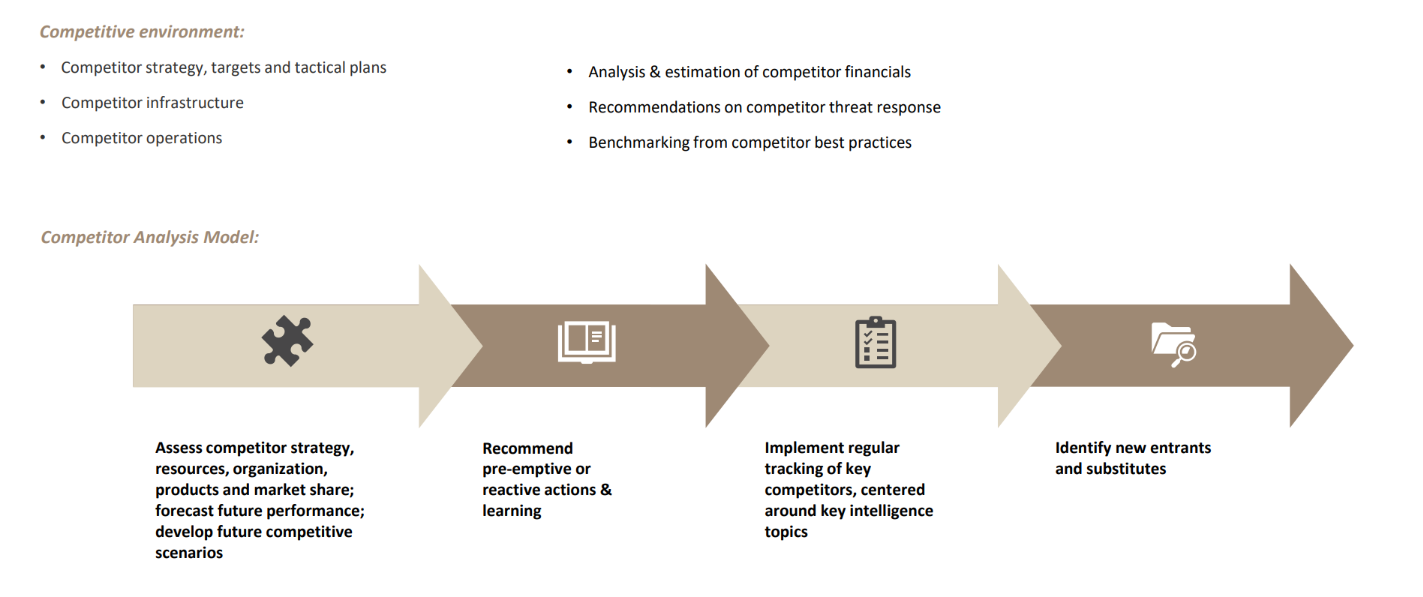 Competitive environment:
• Competitor strategy, targets and tactical plans
• Competitor infrastructure
• Competitor operations
• Analysis & estimation of competitor financials
• Recommendations on competitor threat response
• Benchmarking from competitor best practices
Competitor Analysis Model:
Assess competitor strategy,
resources, organization,
products and market share;
forecast future performance;
develop future competitive
scenarios
Recommend
pre-emptive or
reactive actions &
learning
Implement regular
tracking of key
competitors, centered
around key intelligence
topics
Identify new entrants
and substitutes